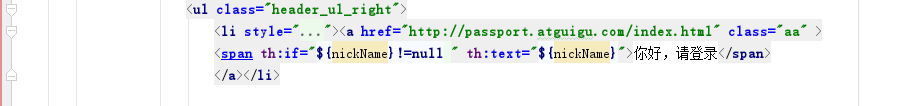 <ul class="header_ul_right">
<li style="..."><a href="http://passport.atguigu.com/index.html" class="aa" >
<span th:if="${nickName}!=null " th:text="${nickName}">你好，请登录</span>
</a></li>